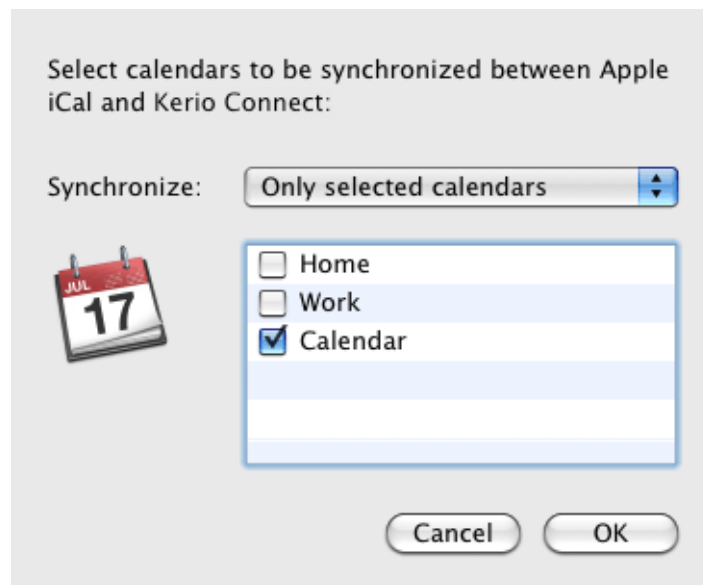 Select calendars to be synchronized between Apple
iCal and Kerio Connect:
Synchronize: Only selected calendars
JUL
17
Home
Work
Calendar
Cancel OK